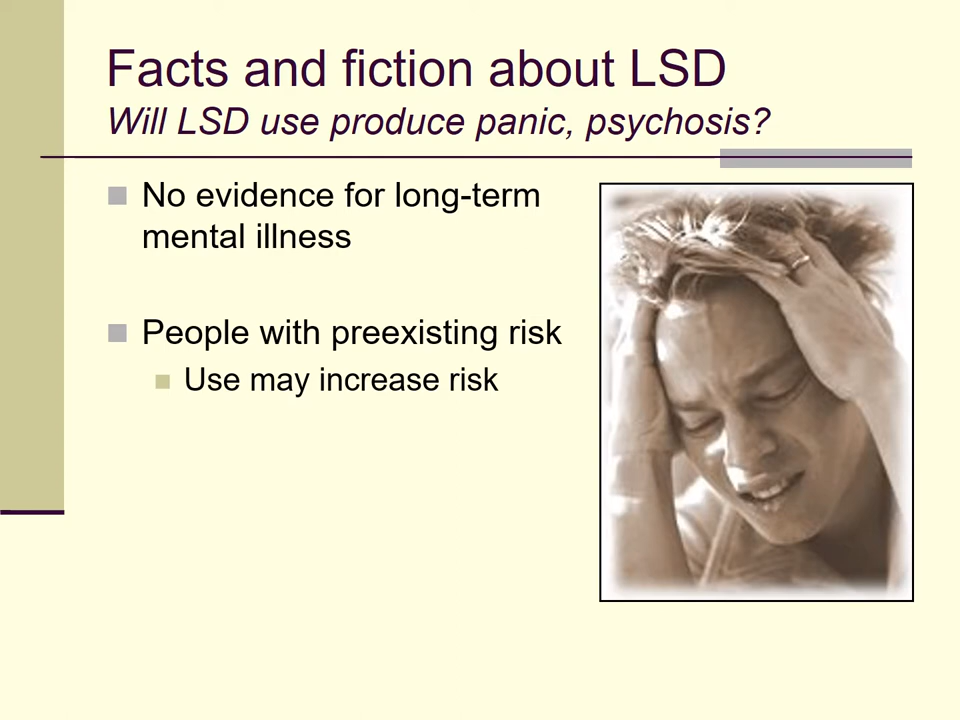 Facts and fiction about LSD
Will LSD use produce panic, psychosis?
No evidence for long-term
mental illness
People with preexisting risk
Use may increase risk